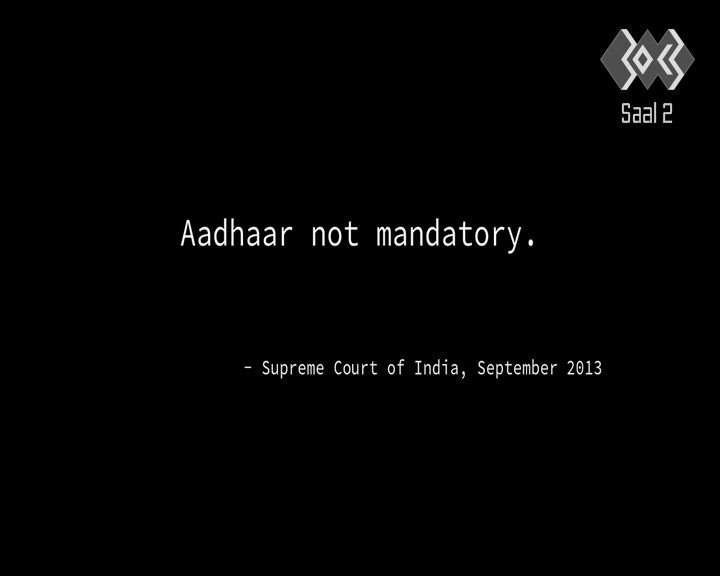 Saal 2
Aadhaar not mandatory.
- Supreme Court of India, September 2013